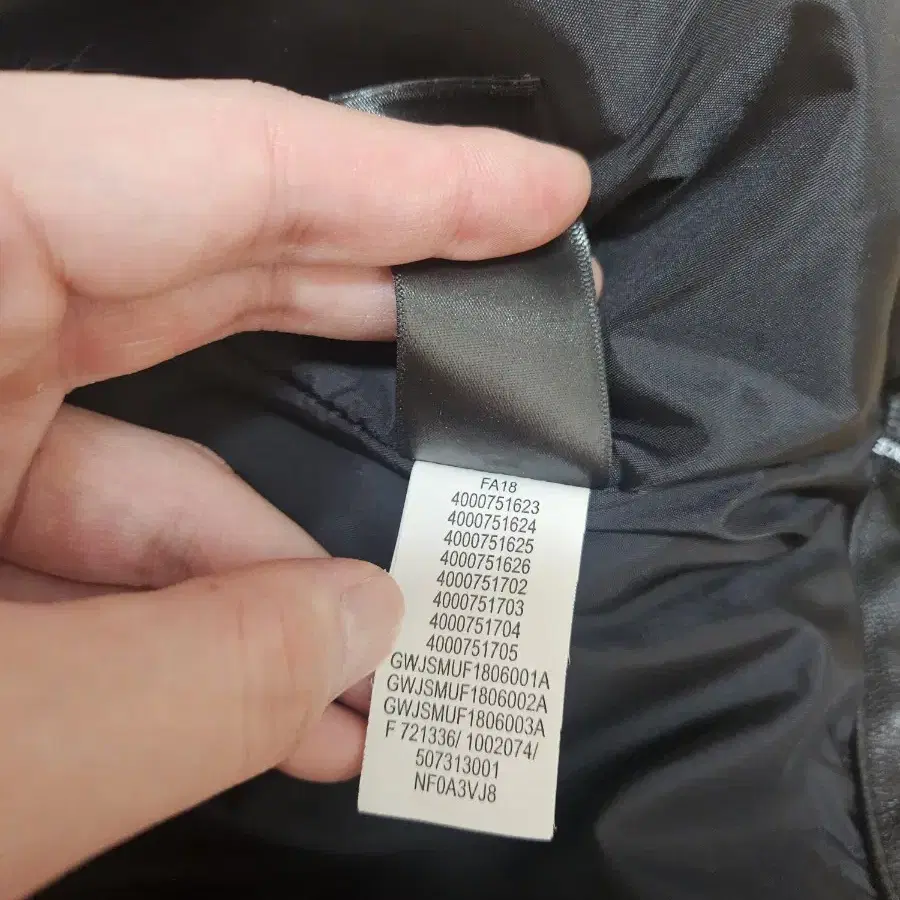 FA18
4000751623
4000751624
4000751625
4000751626
4000751702
4000751703
4000751704
4000751705
GWJSMUF1806001A
GWJSMUF1806002A
GWJSMUF1806003A
F 721336/ 1002074/
507313001
NF0A3VJ8